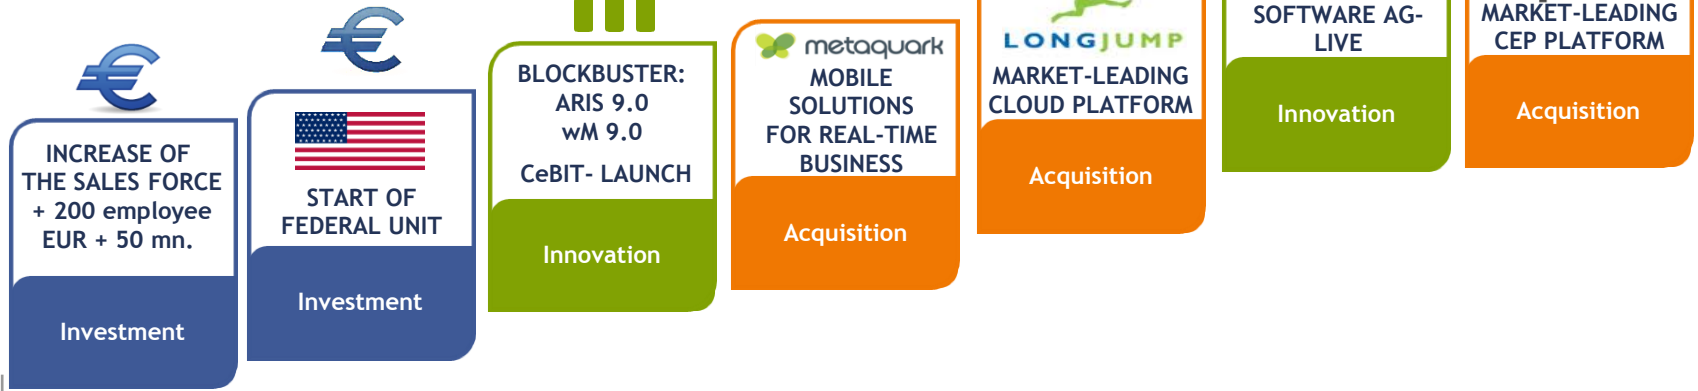 INCREASE OF
THE SALES FORCE
+ 200 employee
EUR + 50 mn.
Investment
START OF
FEDERAL UNIT
Investment
BLOCKBUSTER:
ARIS 9.0
wM 9.0
CeBIT- LAUNCH
Innovation
metaquark
MOBILE
SOLUTIONS
FOR REAL-TIME
BUSINESS
Acquisition
LONGJUMP
MARKET-LEADING
CLOUD PLATFORM
Acquisition
SOFTWARE AG-
LIVE
Innovation
MARKET-LEADING
CEP PLATFORM
Acquisition